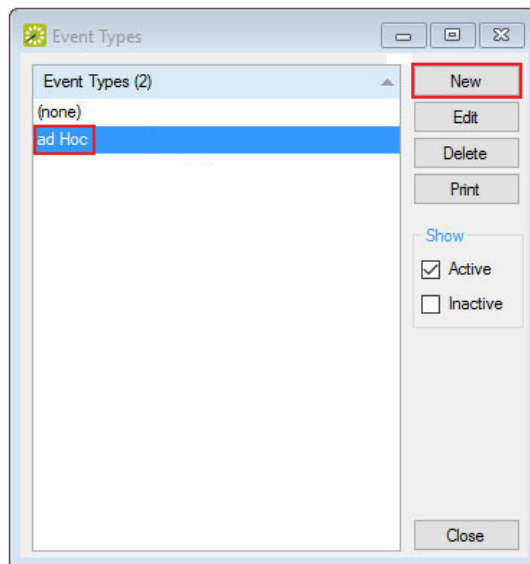 Event Types
Event Types (2)
(none)
ad Hoc
New
Edit
Delete
Print
Show
Active
Inactive
Close